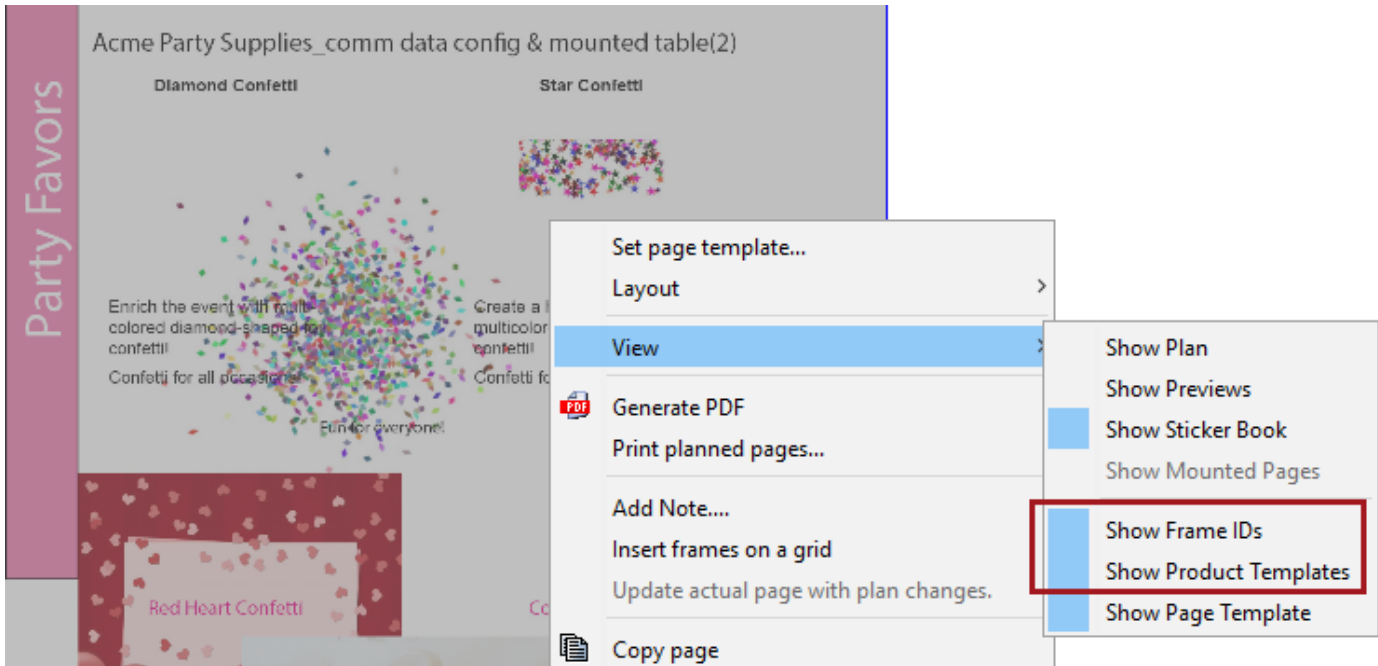 Party Favors
Acme Party Supplies_comm data config & mounted table(2)
Diamond Confetti
Star Confetti
Enrich the event with multi-
colored diamond-shaped
confetti!
Confetti for all occasions!
Fun for everyone!
Create a
multicolor
confetti!
Confetti fo
Red Heart Confetti
Co
Set page template...
Layout
View
PDF
Generate PDF
Print planned pages...
Add Note....
Insert frames on a grid
Update actual page with plan changes.
Copy page
Show Plan
Show Previews
Show Sticker Book
Show Mounted Pages
Show Frame IDs
Show Product Templates
Show Page Template